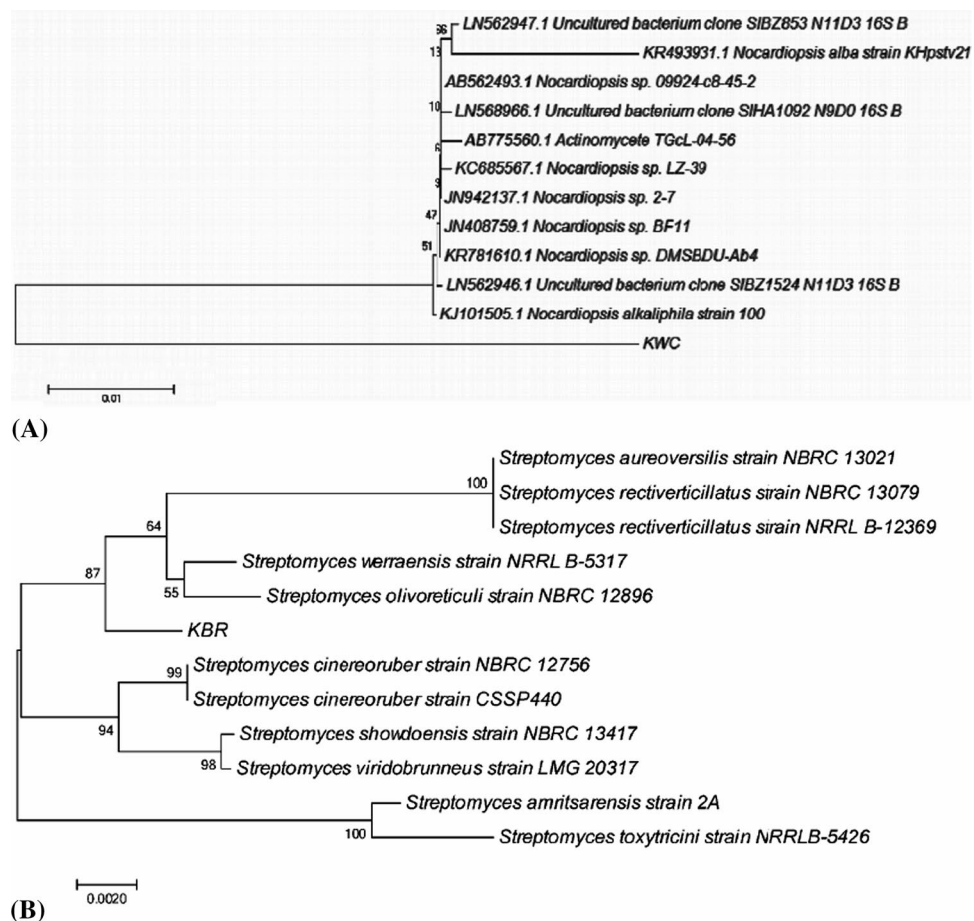 LN562947.1 Uncultured bacterium clone SIBZ853 N11D3 16S B
56
13
KR493931.1 Nocardiopsis alba strain KHpstv21
AB562493.1 Nocardiopsis sp. 09924-c8-45-2
10
LN568966.1 Uncultured bacterium clone SIHA1092 N9D0 16S B
AB775560.1 Actinomycete TGcL-04-56
6
KC685567.1 Nocardiopsis sp. LZ-39
9
JN942137.1 Nocardiopsis sp. 2-7
47
JN408759.1 Nocardiopsis sp. BF11
51
KR781610.1 Nocardiopsis sp. DMSBDU-Ab4
LN562946.1 Uncultured bacterium clone SIBZ1524 N11D3 16S B
KJ101505.1 Nocardiopsis alkaliphila strain 100
KWC
0.01
(A)
Streptomyces aureoversilis strain NBRC 13021
100
Streptomyces rectiverticillatus strain NBRC 13079
Streptomyces rectiverticillatus strain NRRL B-12369
64
Streptomyces werraensis strain NRRL B-5317
87
55
Streptomyces olivoreticuli strain NBRC 12896
KBR
Streptomyces cinereoruber strain NBRC 12756
99
Streptomyces cinereoruber strain CSSP440
94
Streptomyces showdoensis strain NBRC 13417
98
Streptomyces viridobrunneus strain LMG 20317
Streptomyces amritsarensis strain 2A
100
Streptomyces toxytricini strain NRRLB-5426
0.0020
(B)